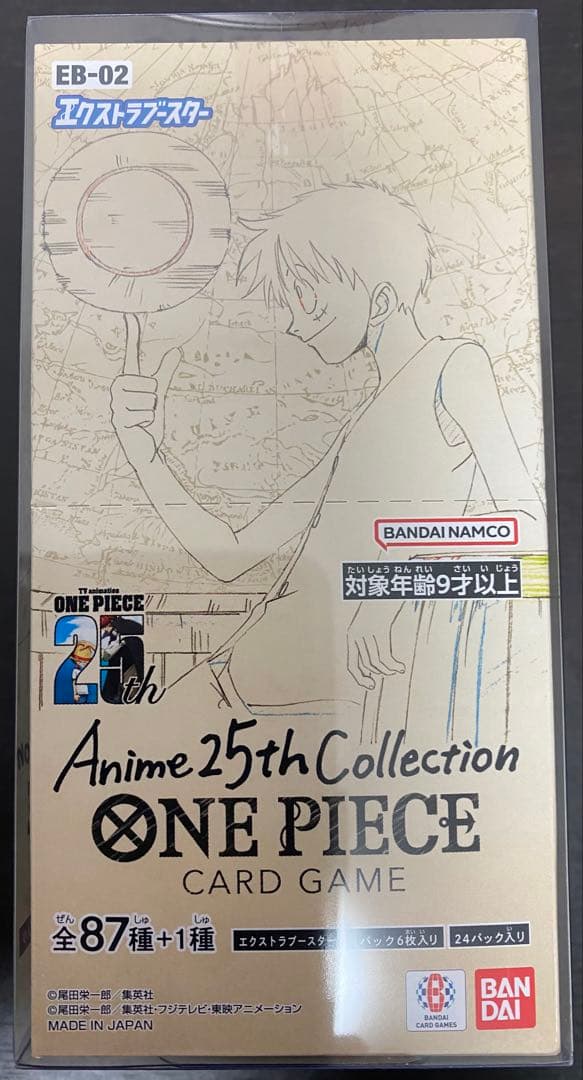 EB-02
エクストラブースター
BANDAI NAMCO
たいしょうねんれい さいいじょう
対象年齢9才以上
TV animation
ONE PIECE
25th
Anime 25th Collection
ONE PIECE
CARD GAME
ぜん しゅ しゅ
全87種+1種
エクストラブースター パック6枚入り 24パック入り
BANDAI
CARD GAMES
BAN
DAI
©尾田栄一郎/集英社
©尾田栄一郎/集英社・フジテレビ・東映アニメーション
MADE IN JAPAN